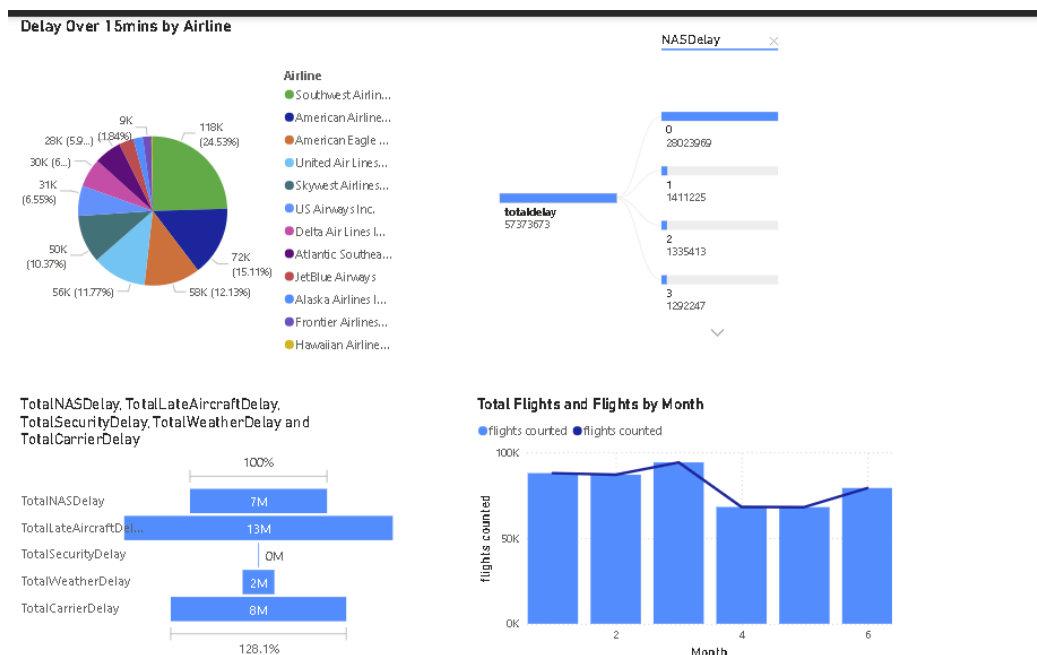 Delay Over 15mins by Airline
Airline
Southwest Airlin...
American Airline...
American Eagle ...
United Air Lines...
Skywest Airlines...
US Airways Inc.
Delta Air Lines I...
Atlantic Southea...
JetBlue Airways
Alaska Airlines I...
Frontier Airlines...
Hawaiian Airline...
118K
(24.53%)
72K
(15.11%)
58K (12.13%)
56K (11.77%)
50K
(10.37%)
31K
(6.55%)
30K (6...)
28K (5.9...)
9K
(1.84%)
NASDelay
totaldelay
57373673
0
28023969
1
1411225
2
1335413
3
1292247
TotalNASDelay, TotalLateAircraftDelay,
TotalSecurityDelay, TotalWeatherDelay and
TotalCarrierDelay
100%
TotalNASDelay
7M
TotalLateAircraftDel...
13M
TotalSecurityDelay
0M
TotalWeatherDelay
2M
TotalCarrierDelay
8M
128.1%
Total Flights and Flights by Month
flights counted flights counted
flights counted
100K
50K
0K
2 4 6
Month